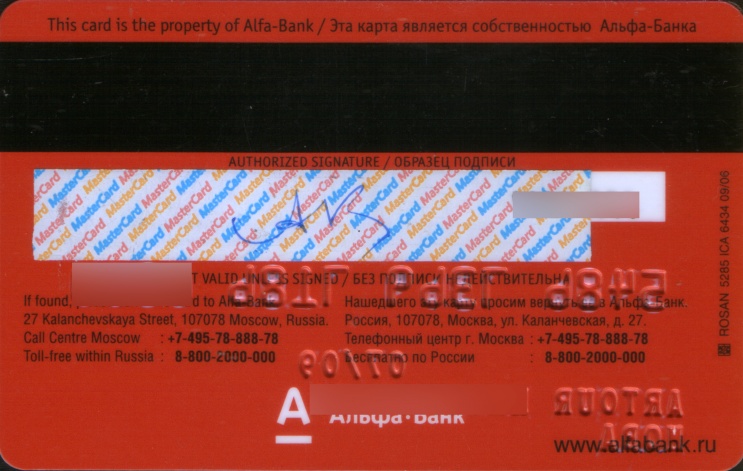 This card is the property of Alfa-Bank / Эта карта является собственностью Альфа-Банка
AUTHORIZED SIGNATURE / ОБРАЗЕЦ ПОДПИСИ
MasterCard
VALID UNLESS SIGNED / БЕЗ ПОДПИСИ НЕДЕЙСТВИТЕЛЬНА
If found, to Alfa-Bank
27 Kalanchevskaya Street, 107078 Moscow, Russia.
Call Centre Moscow : +7-495-78-888-78
Toll-free within Russia : 8-800-2000-000
Нашедшего эту карту просим вернуть в Альфа-Банк.
Россия, 107078, Москва, ул. Каланчевская, д. 27.
Телефонный центр г. Москва : +7-495-78-888-78
Бесплатно по России : 8-800-2000-000
А Альфа·Банк
www.alfabank.ru
ROSAN 5285 ICA 6434 09/06